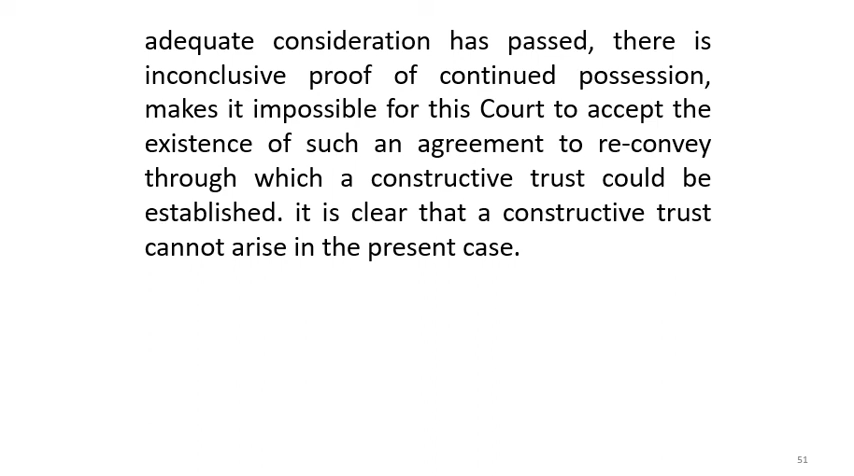 adequate consideration has passed, there is
inconclusive proof of continued possession,
makes it impossible for this Court to accept the
existence of such an agreement to re-convey
through which a constructive trust could be
established. it is clear that a constructive trust
cannot arise in the present case.
51